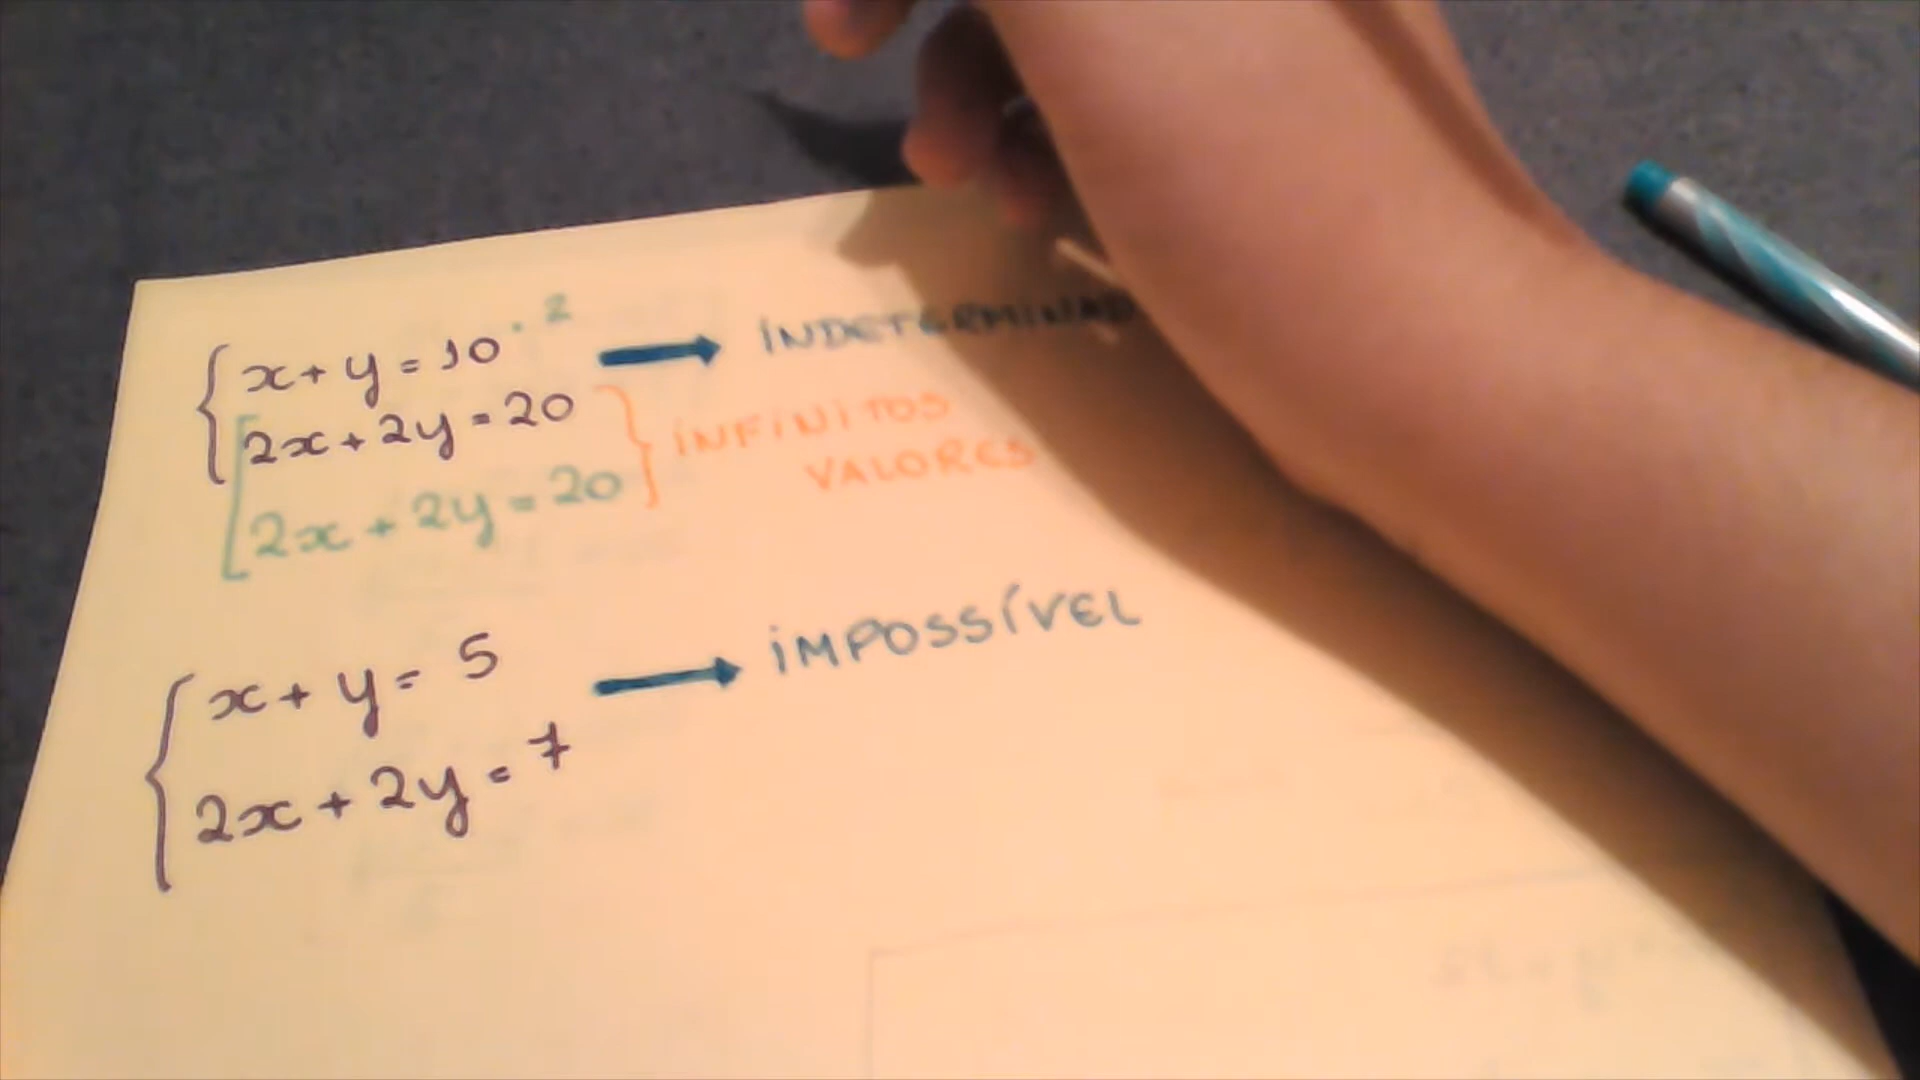 x + y = 10 · 2 → INDETERMINAD
2x + 2y = 20 } INFINITOS
2x + 2y = 20 VALORES
x + y = 5 → IMPOSSÍVEL
2x + 2y = 7